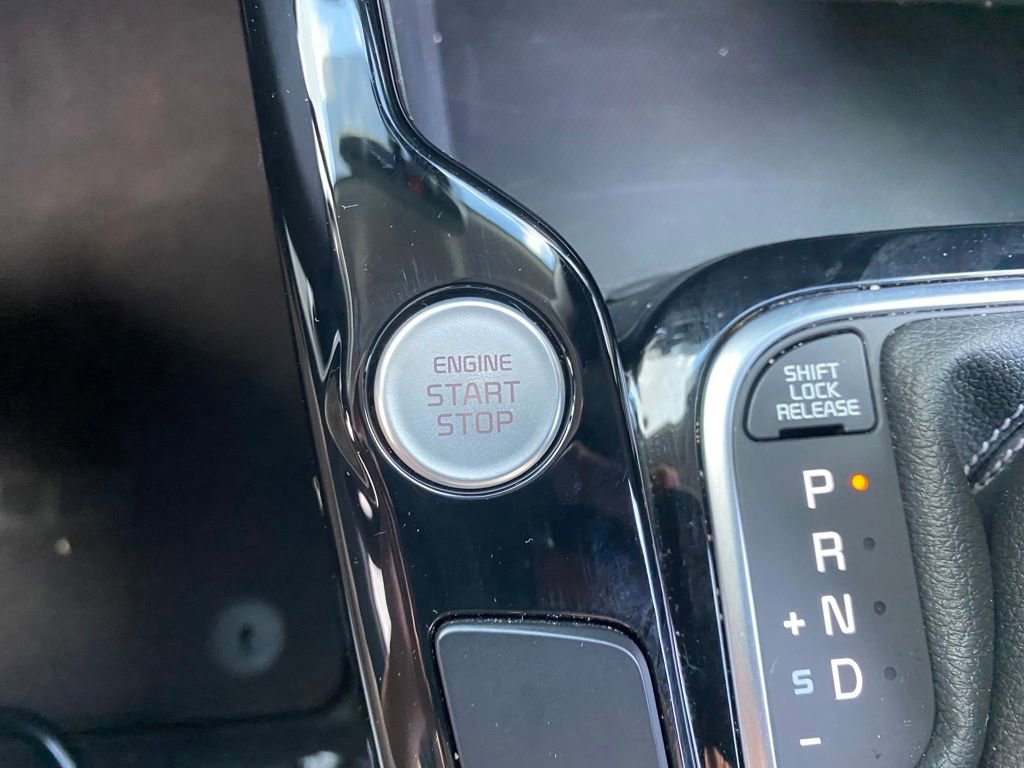 ENGINE
START
STOP
SHIFT
LOCK
RELEASE
P
R
+ N
S D
-